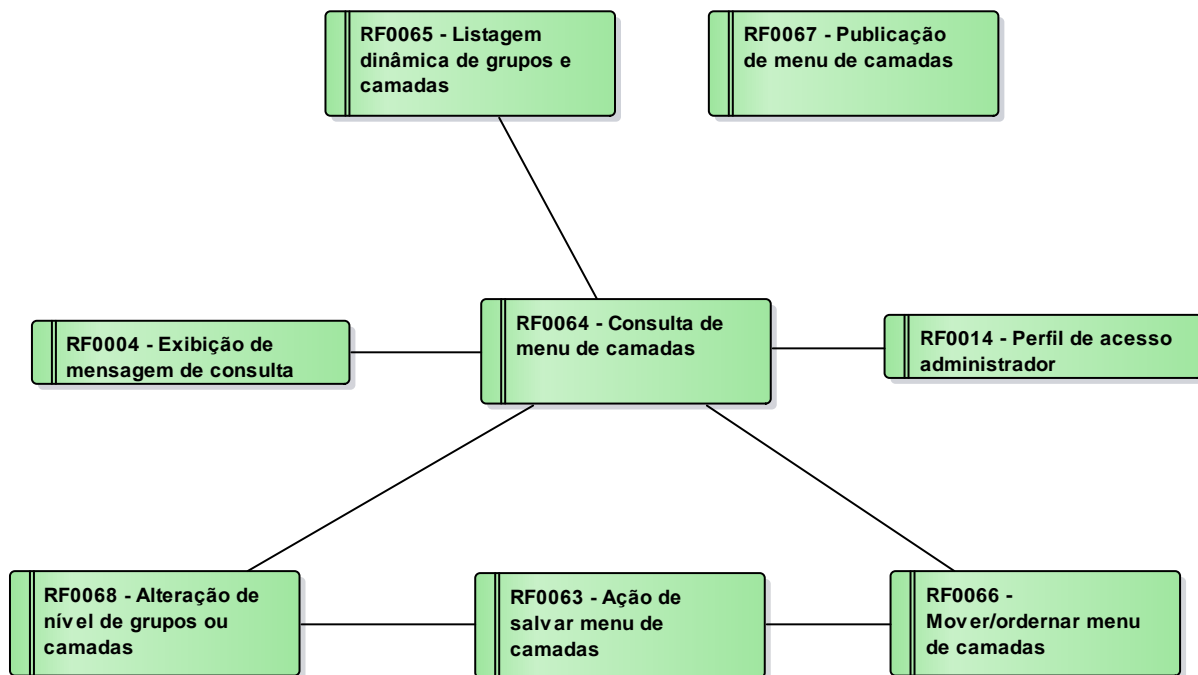 RF0065 - Listagem
dinâmica de grupos e
camadas
RF0067 - Publicação
de menu de camadas
RF0004 - Exibição de
mensagem de consulta
RF0064 - Consulta de
menu de camadas
RF0014 - Perfil de acesso
administrador
RF0068 - Alteração de
nível de grupos ou
camadas
RF0063 - Ação de
salvar menu de
camadas
RF0066 -
Mover/ordernar menu
de camadas